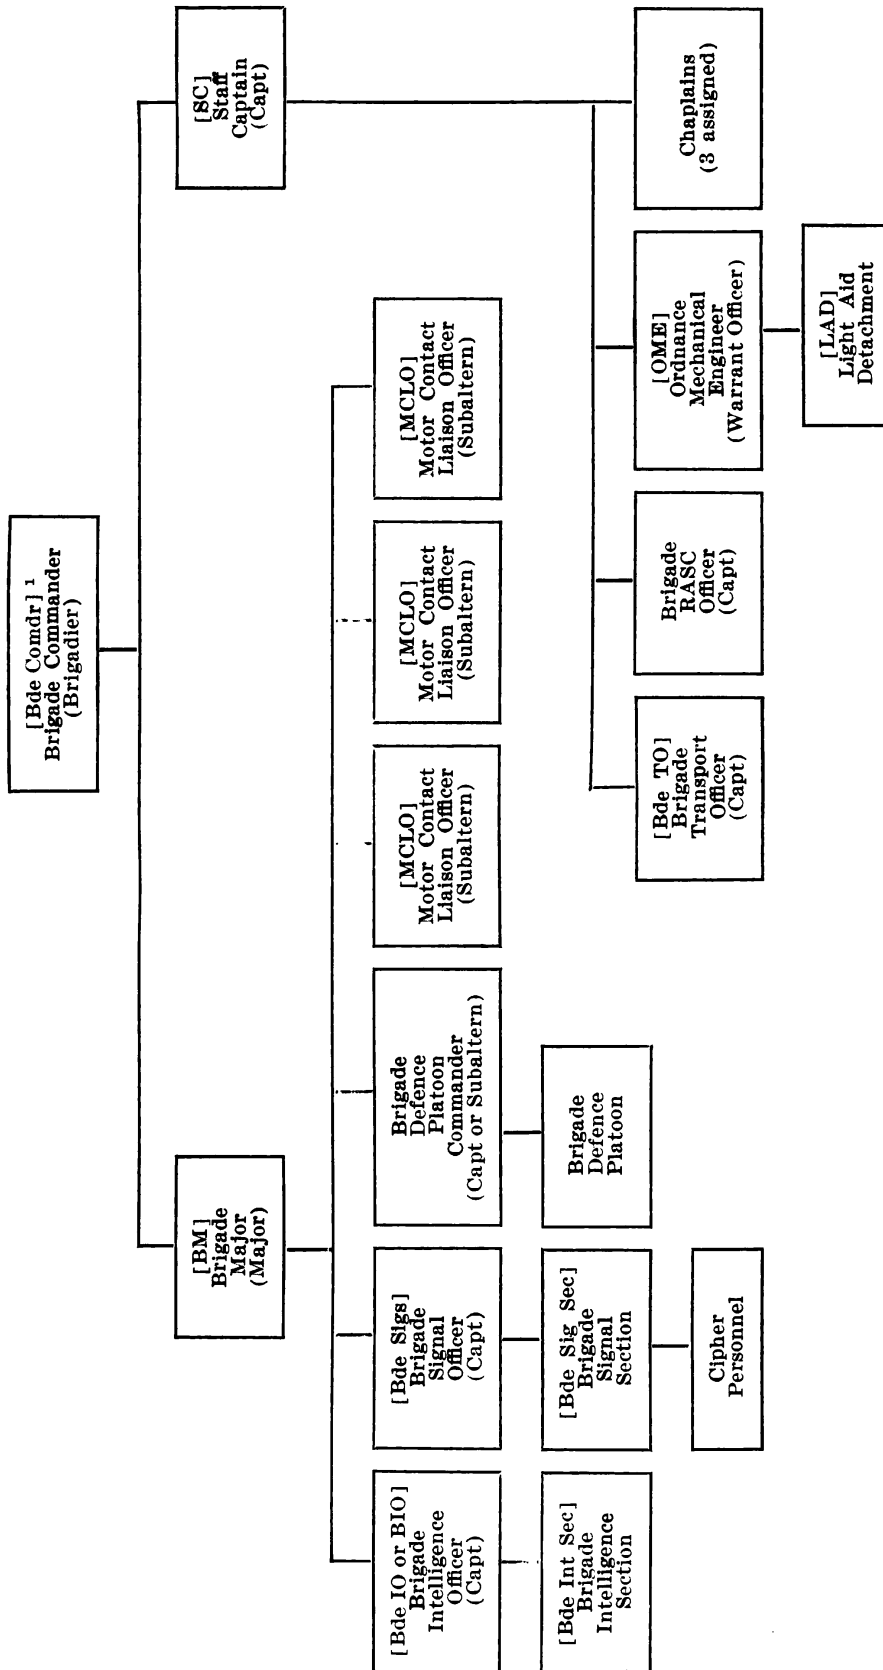 [Bde Comdr] 1
Brigade Commander
(Brigadier)
[BM]
Brigade
Major
(Major)
[SC]
Staff
Captain
(Capt)
[Bde IO or BIO]
Brigade
Intelligence
Officer
(Capt)
[Bde Sigs]
Brigade
Signal
Officer
(Capt)
Brigade
Defence
Platoon
Commander
(Capt or Subaltern)
[MCLO]
Motor Contact
Liaison Officer
(Subaltern)
[MCLO]
Motor Contact
Liaison Officer
(Subaltern)
[MCLO]
Motor Contact
Liaison Officer
(Subaltern)
[Bde Int Sec]
Brigade
Intelligence
Section
[Bde Sig Sec]
Brigade
Signal
Section
Brigade
Defence
Platoon
Cipher
Personnel
[Bde TO]
Brigade
Transport
Officer
(Capt)
Brigade
RASC
Officer
(Capt)
[OME]
Ordnance
Mechanical
Engineer
(Warrant Officer)
Chaplains
(3 assigned)
[LAD]
Light Aid
Detachment